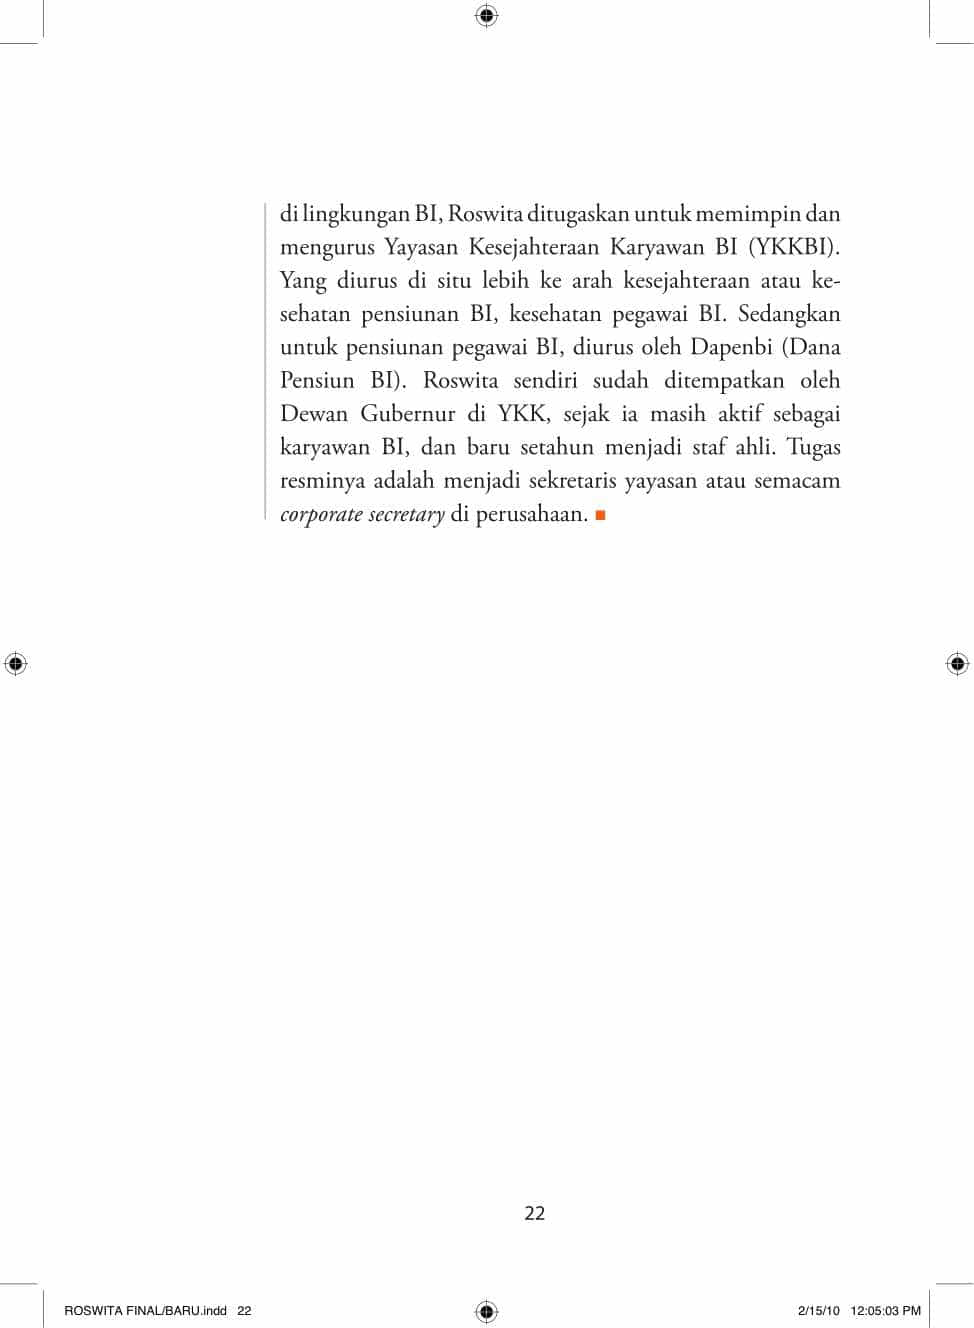 di lingkungan BI, Roswita ditugaskan untuk memimpin dan
mengurus Yayasan Kesejahteraan Karyawan BI (YKKBI).
Yang diurus di situ lebih ke arah kesejahteraan atau ke-
sehatan pensiunan BI, kesehatan pegawai BI. Sedangkan
untuk pensiunan pegawai BI, diurus oleh Dapenbi (Dana
Pensiun BI). Roswita sendiri sudah ditempatkan oleh
Dewan Gubernur di YKK, sejak ia masih aktif sebagai
karyawan BI, dan baru setahun menjadi staf ahli. Tugas
resminya adalah menjadi sekretaris yayasan atau semacam
corporate secretary di perusahaan. ■
22
ROSWITA FINAL/BARU.indd 22
2/15/10 12:05:03 PM